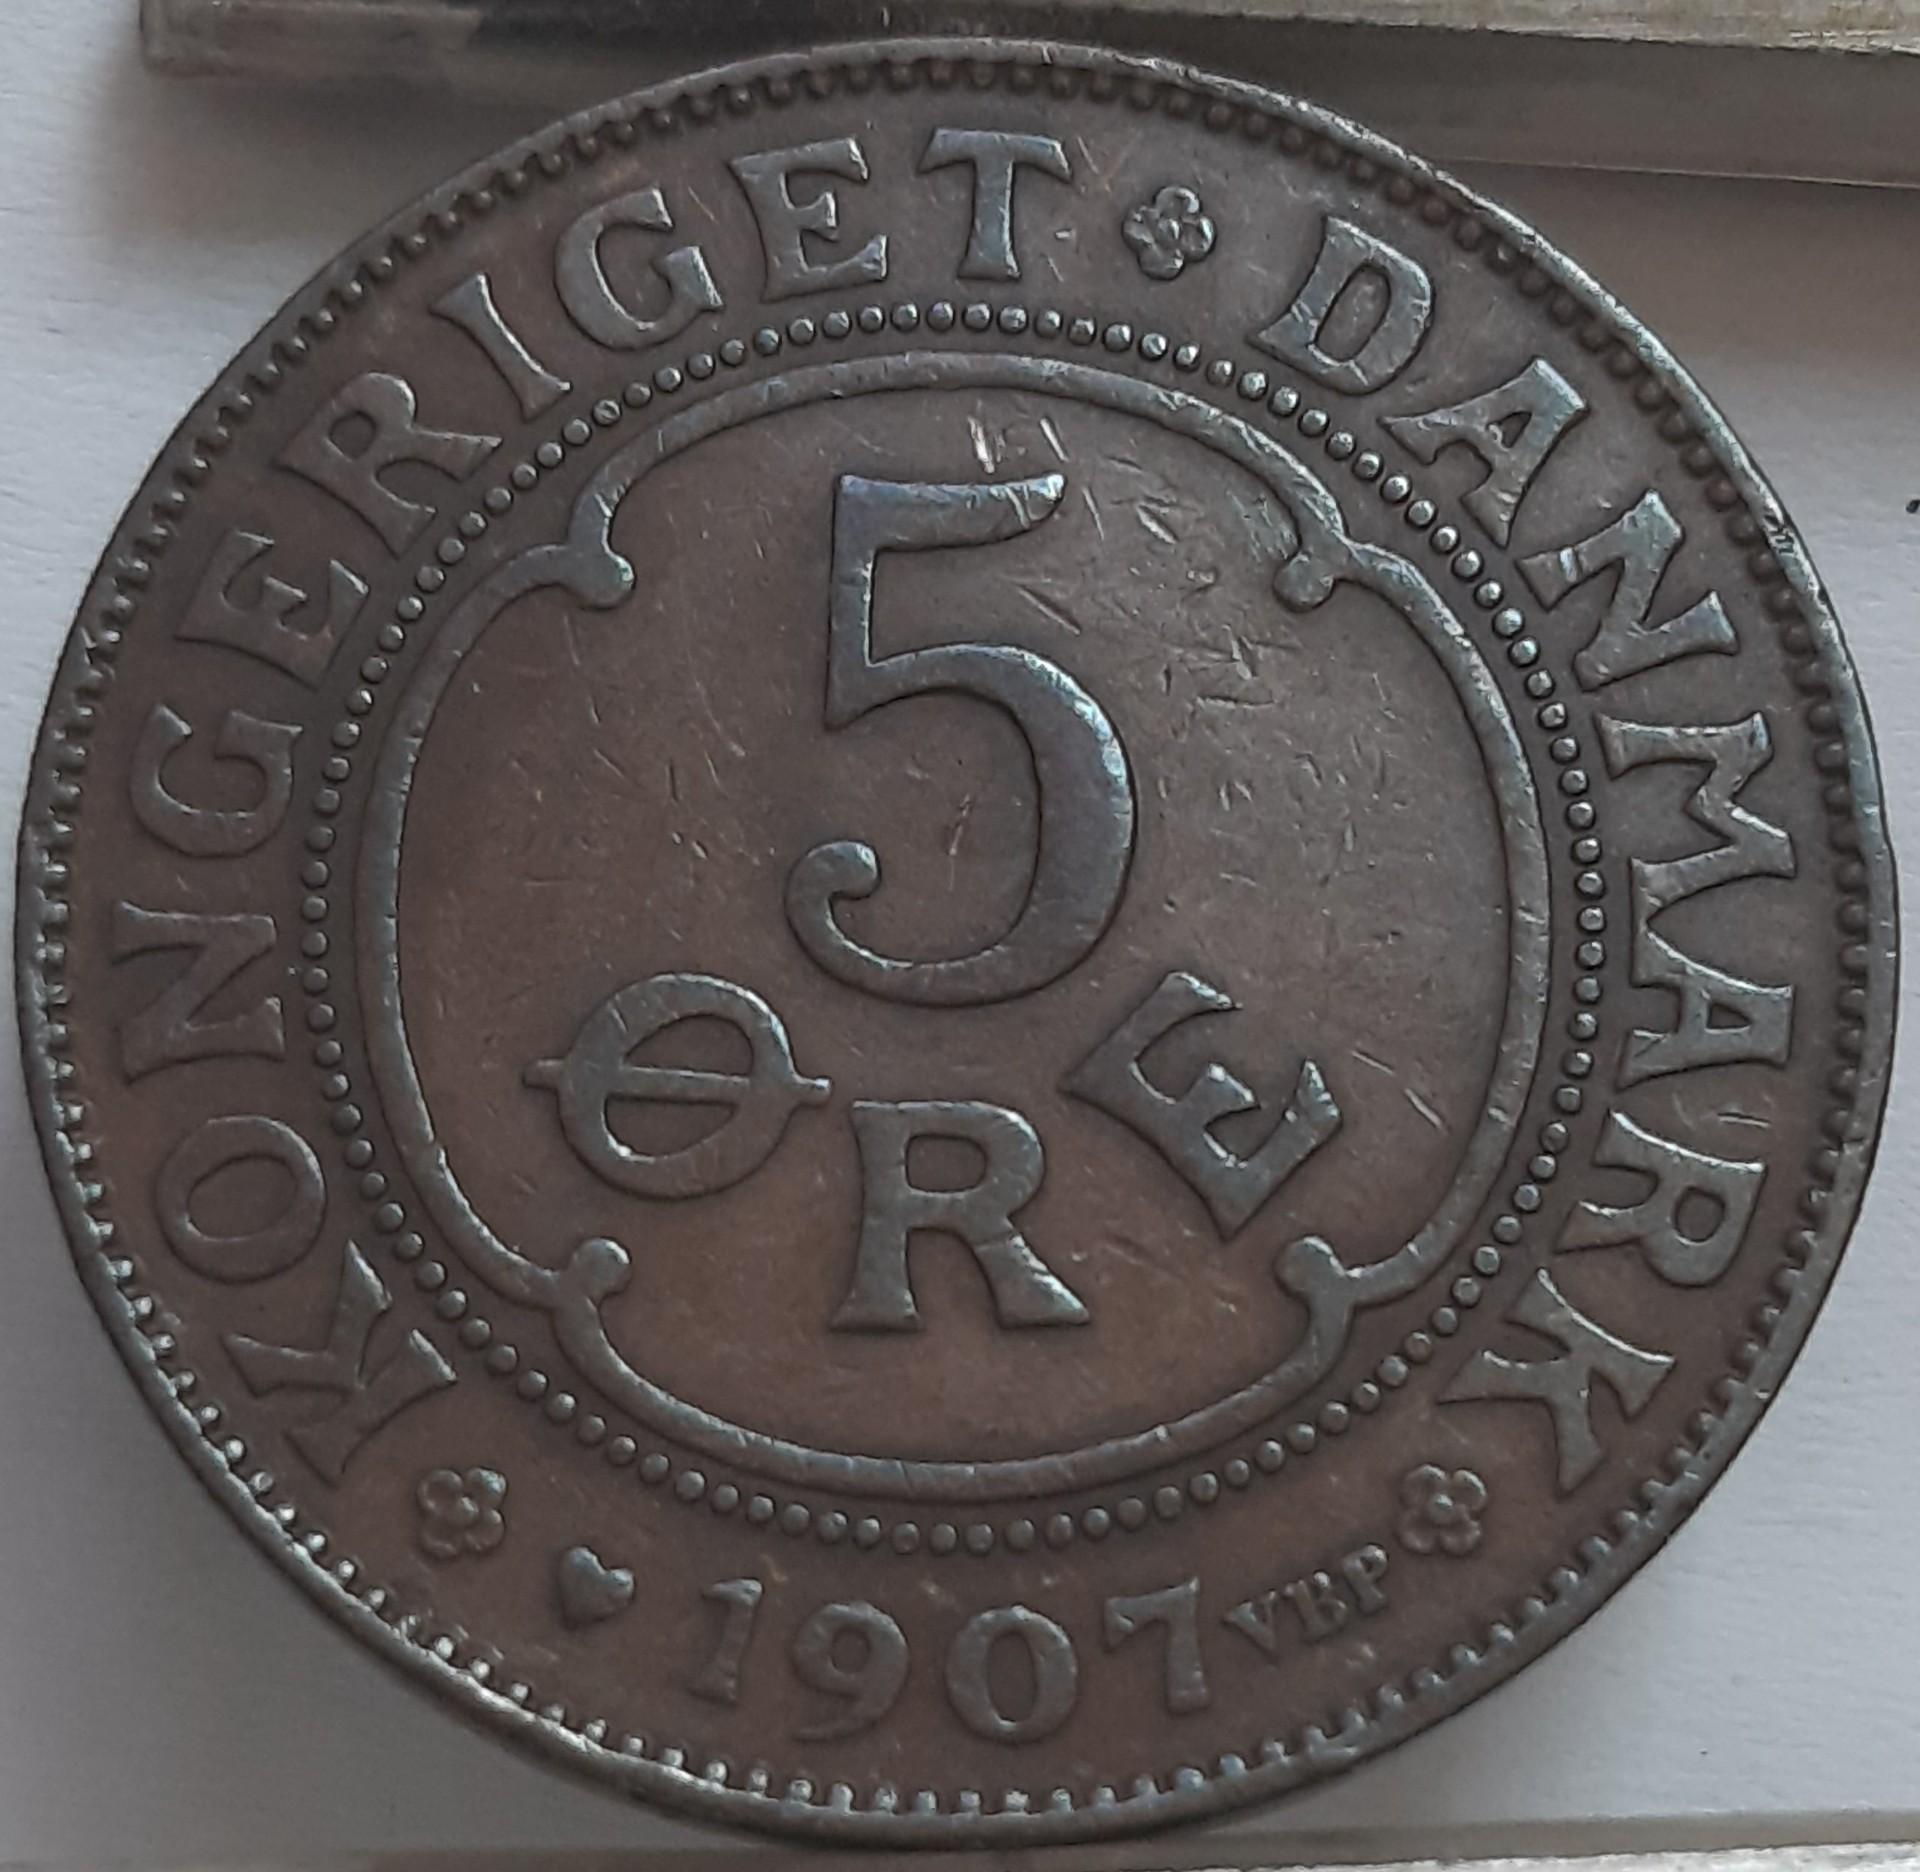 KONGERIGET DANMARK
5
ØRE
1907 VBP